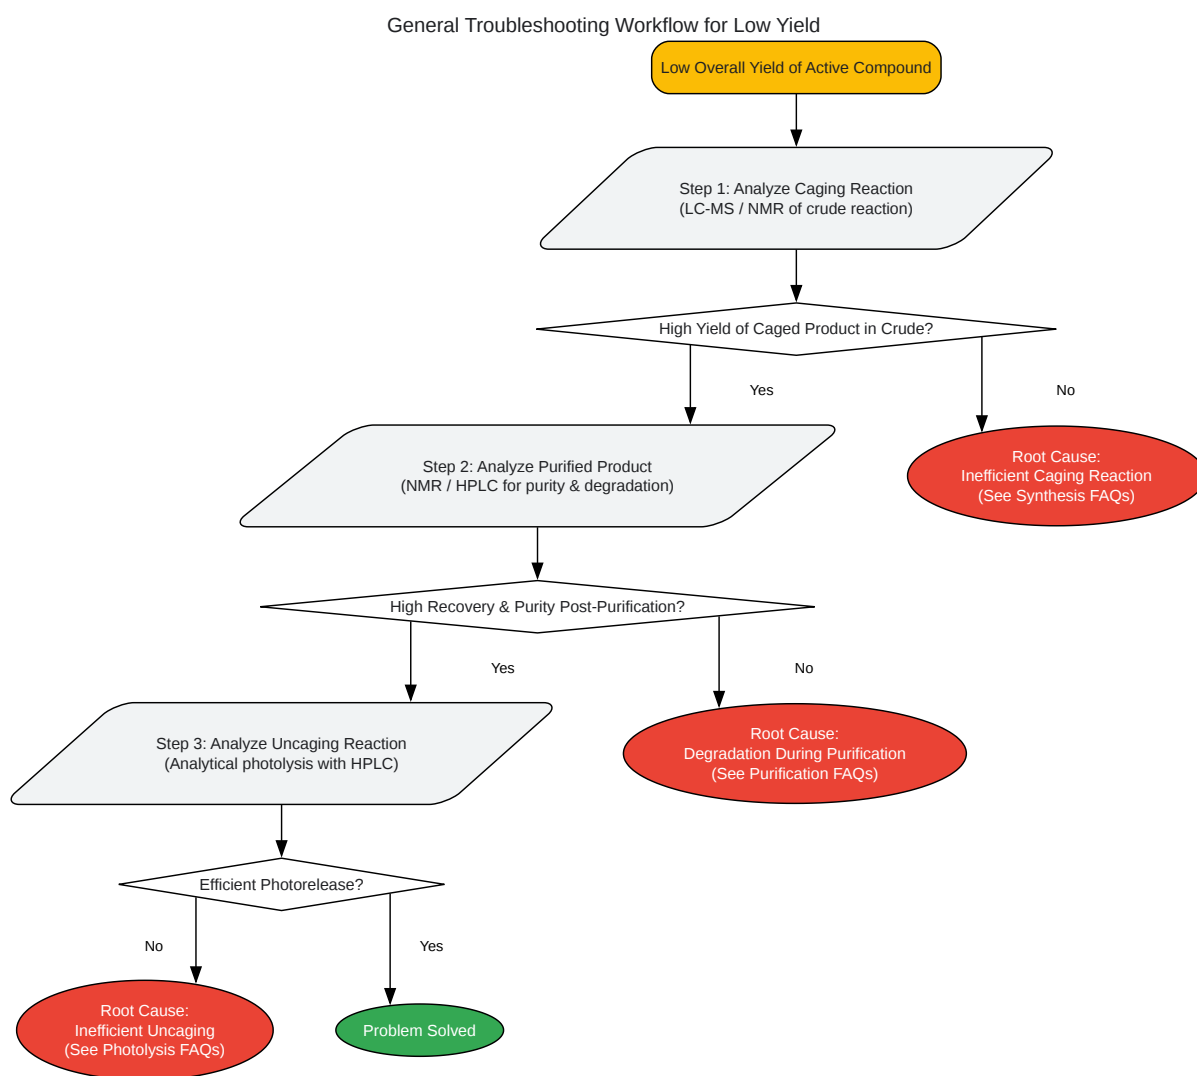 General Troubleshooting Workflow for Low Yield
Low Overall Yield of Active Compound
Step 1: Analyze Caging Reaction
(LC-MS / NMR of crude reaction)
High Yield of Caged Product in Crude?
Yes
No
Step 2: Analyze Purified Product
(NMR / HPLC for purity & degradation)
Root Cause:
Inefficient Caging Reaction
(See Synthesis FAQs)
High Recovery & Purity Post-Purification?
Yes
No
Step 3: Analyze Uncaging Reaction
(Analytical photolysis with HPLC)
Root Cause:
Degradation During Purification
(See Purification FAQs)
Efficient Photorelease?
No
Yes
Root Cause:
Inefficient Uncaging
(See Photolysis FAQs)
Problem Solved